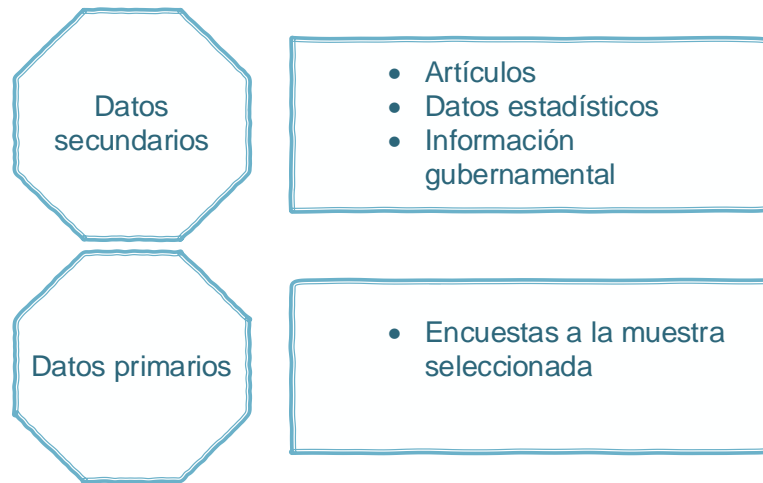 Datos
secundarios
• Artículos
• Datos estadísticos
• Información
gubernamental
Datos primarios
• Encuestas a la muestra
seleccionada